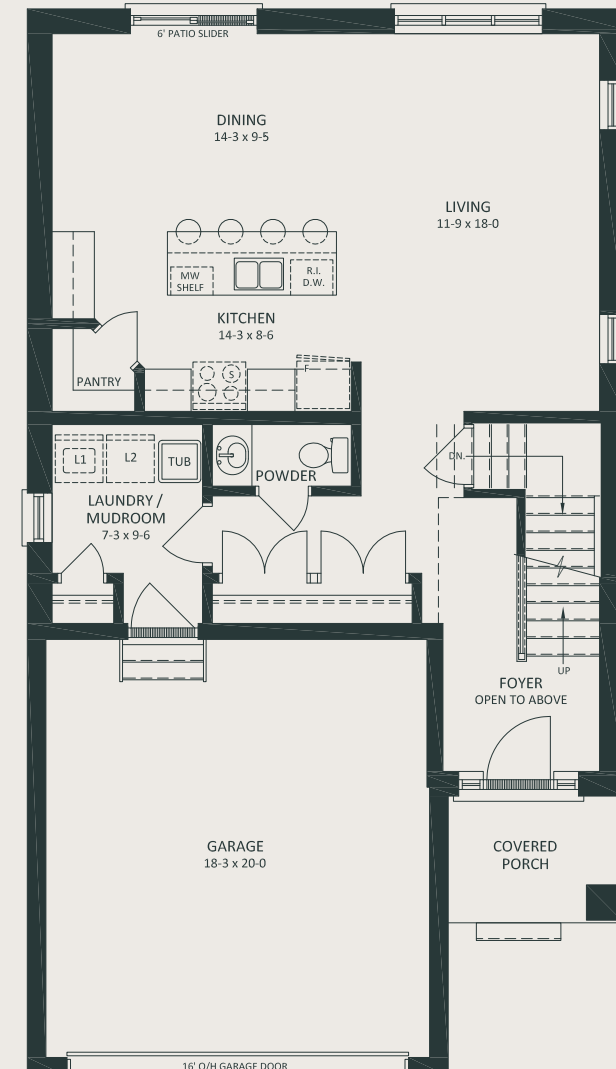 6' PATIO SLIDER
DINING
14-3 x 9-5
LIVING
11-9 x 18-0
MW
SHELF
R.I.
D.W.
KITCHEN
14-3 x 8-6
PANTRY
S
F
L1
L2
TUB
POWDER
DN.
LAUNDRY /
MUDROOM
7-3 x 9-6
UP
FOYER
OPEN TO ABOVE
GARAGE
18-3 x 20-0
COVERED
PORCH
16' O/H GARAGE DOOR